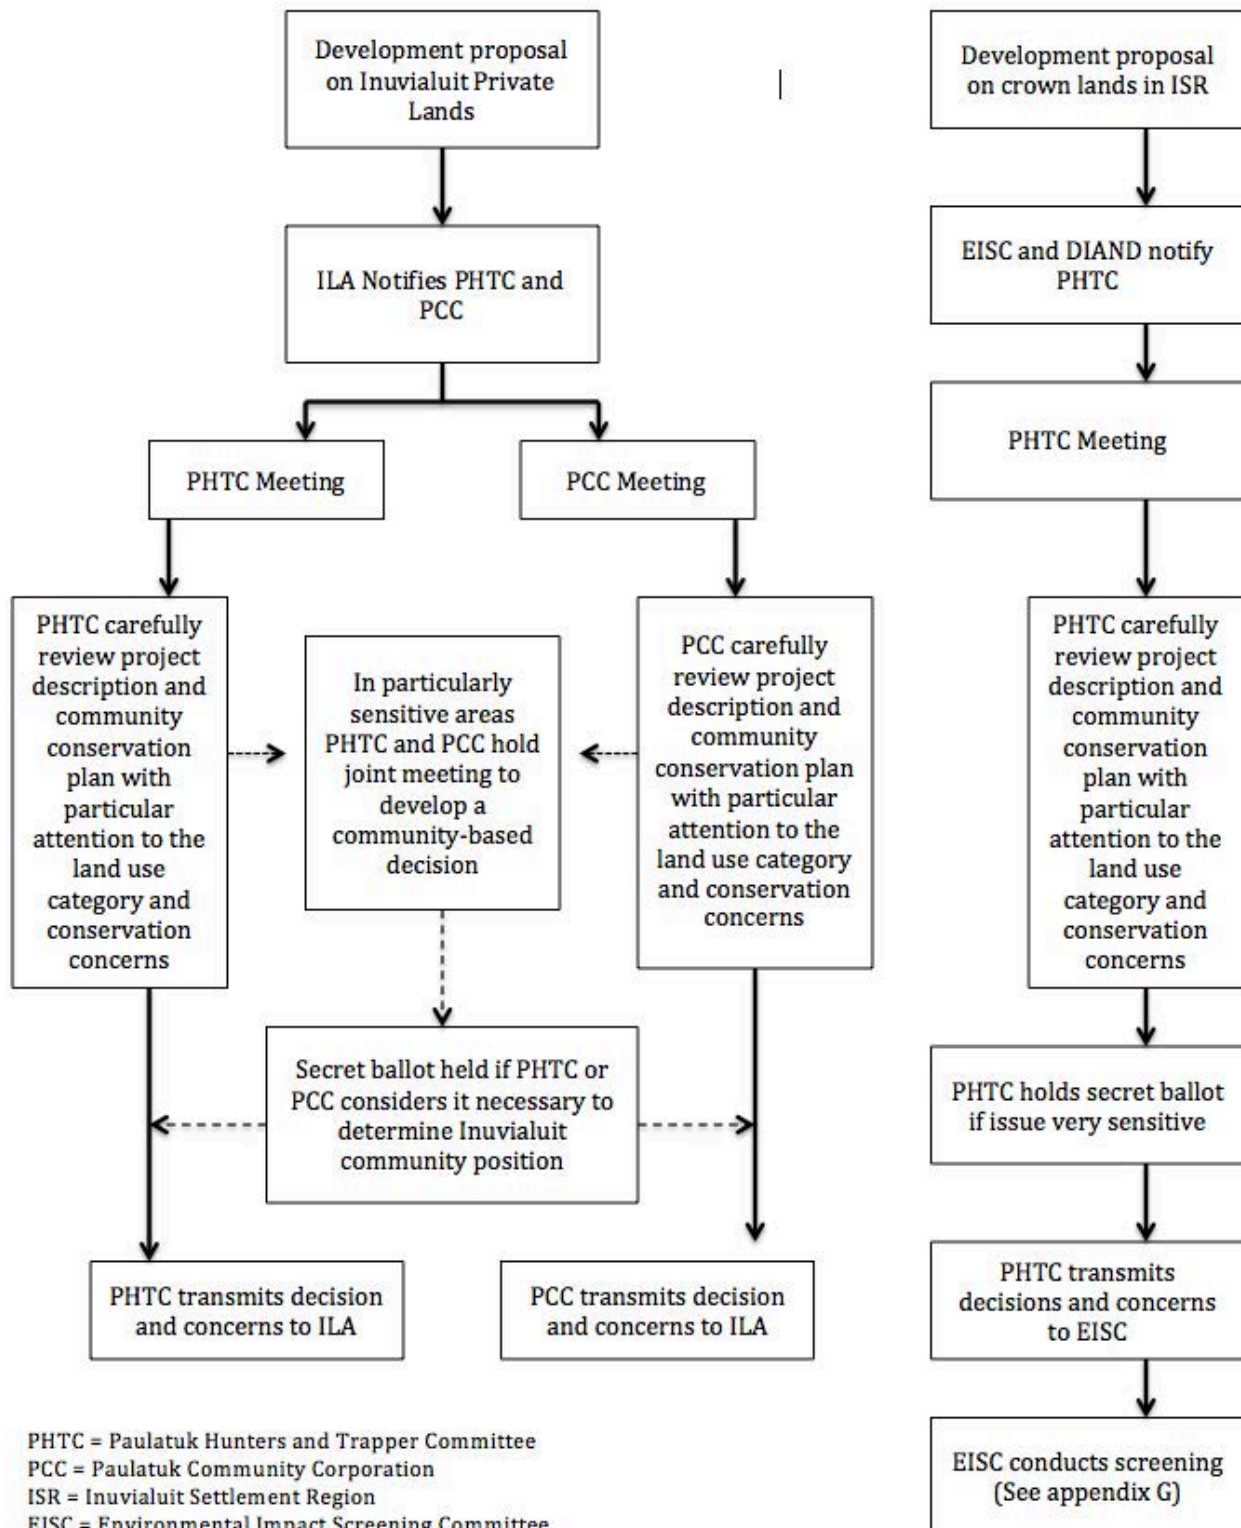 Development proposal
on Inuvialuit Private
Lands
ILA Notifies PHTC and
PCC
PHTC Meeting
PCC Meeting
PHTC carefully
review project
description and
community
conservation
plan with
particular
attention to the
land use
category and
conservation
concerns
In particularly
sensitive areas
PHTC and PCC hold
joint meeting to
develop a
community-based
decision
PCC carefully
review project
description and
community
conservation plan
with particular
attention to the
land use category
and conservation
concerns
Secret ballot held if PHTC or
PCC considers it necessary to
determine Inuvialuit
community position
PHTC transmits decision
and concerns to ILA
PCC transmits decision
and concerns to ILA
Development proposal
on crown lands in ISR
EISC and DIAND notify
PHTC
PHTC Meeting
PHTC carefully
review project
description and
community
conservation
plan with
particular
attention to the
land use
category and
conservation
concerns
PHTC holds secret ballot
if issue very sensitive
PHTC transmits
decisions and concerns
to EISC
EISC conducts screening
(See appendix G)
PHTC = Paulatuk Hunters and Trapper Committee
PCC = Paulatuk Community Corporation
ISR = Inuvialuit Settlement Region
EISC = Environmental Impact Screening Committee